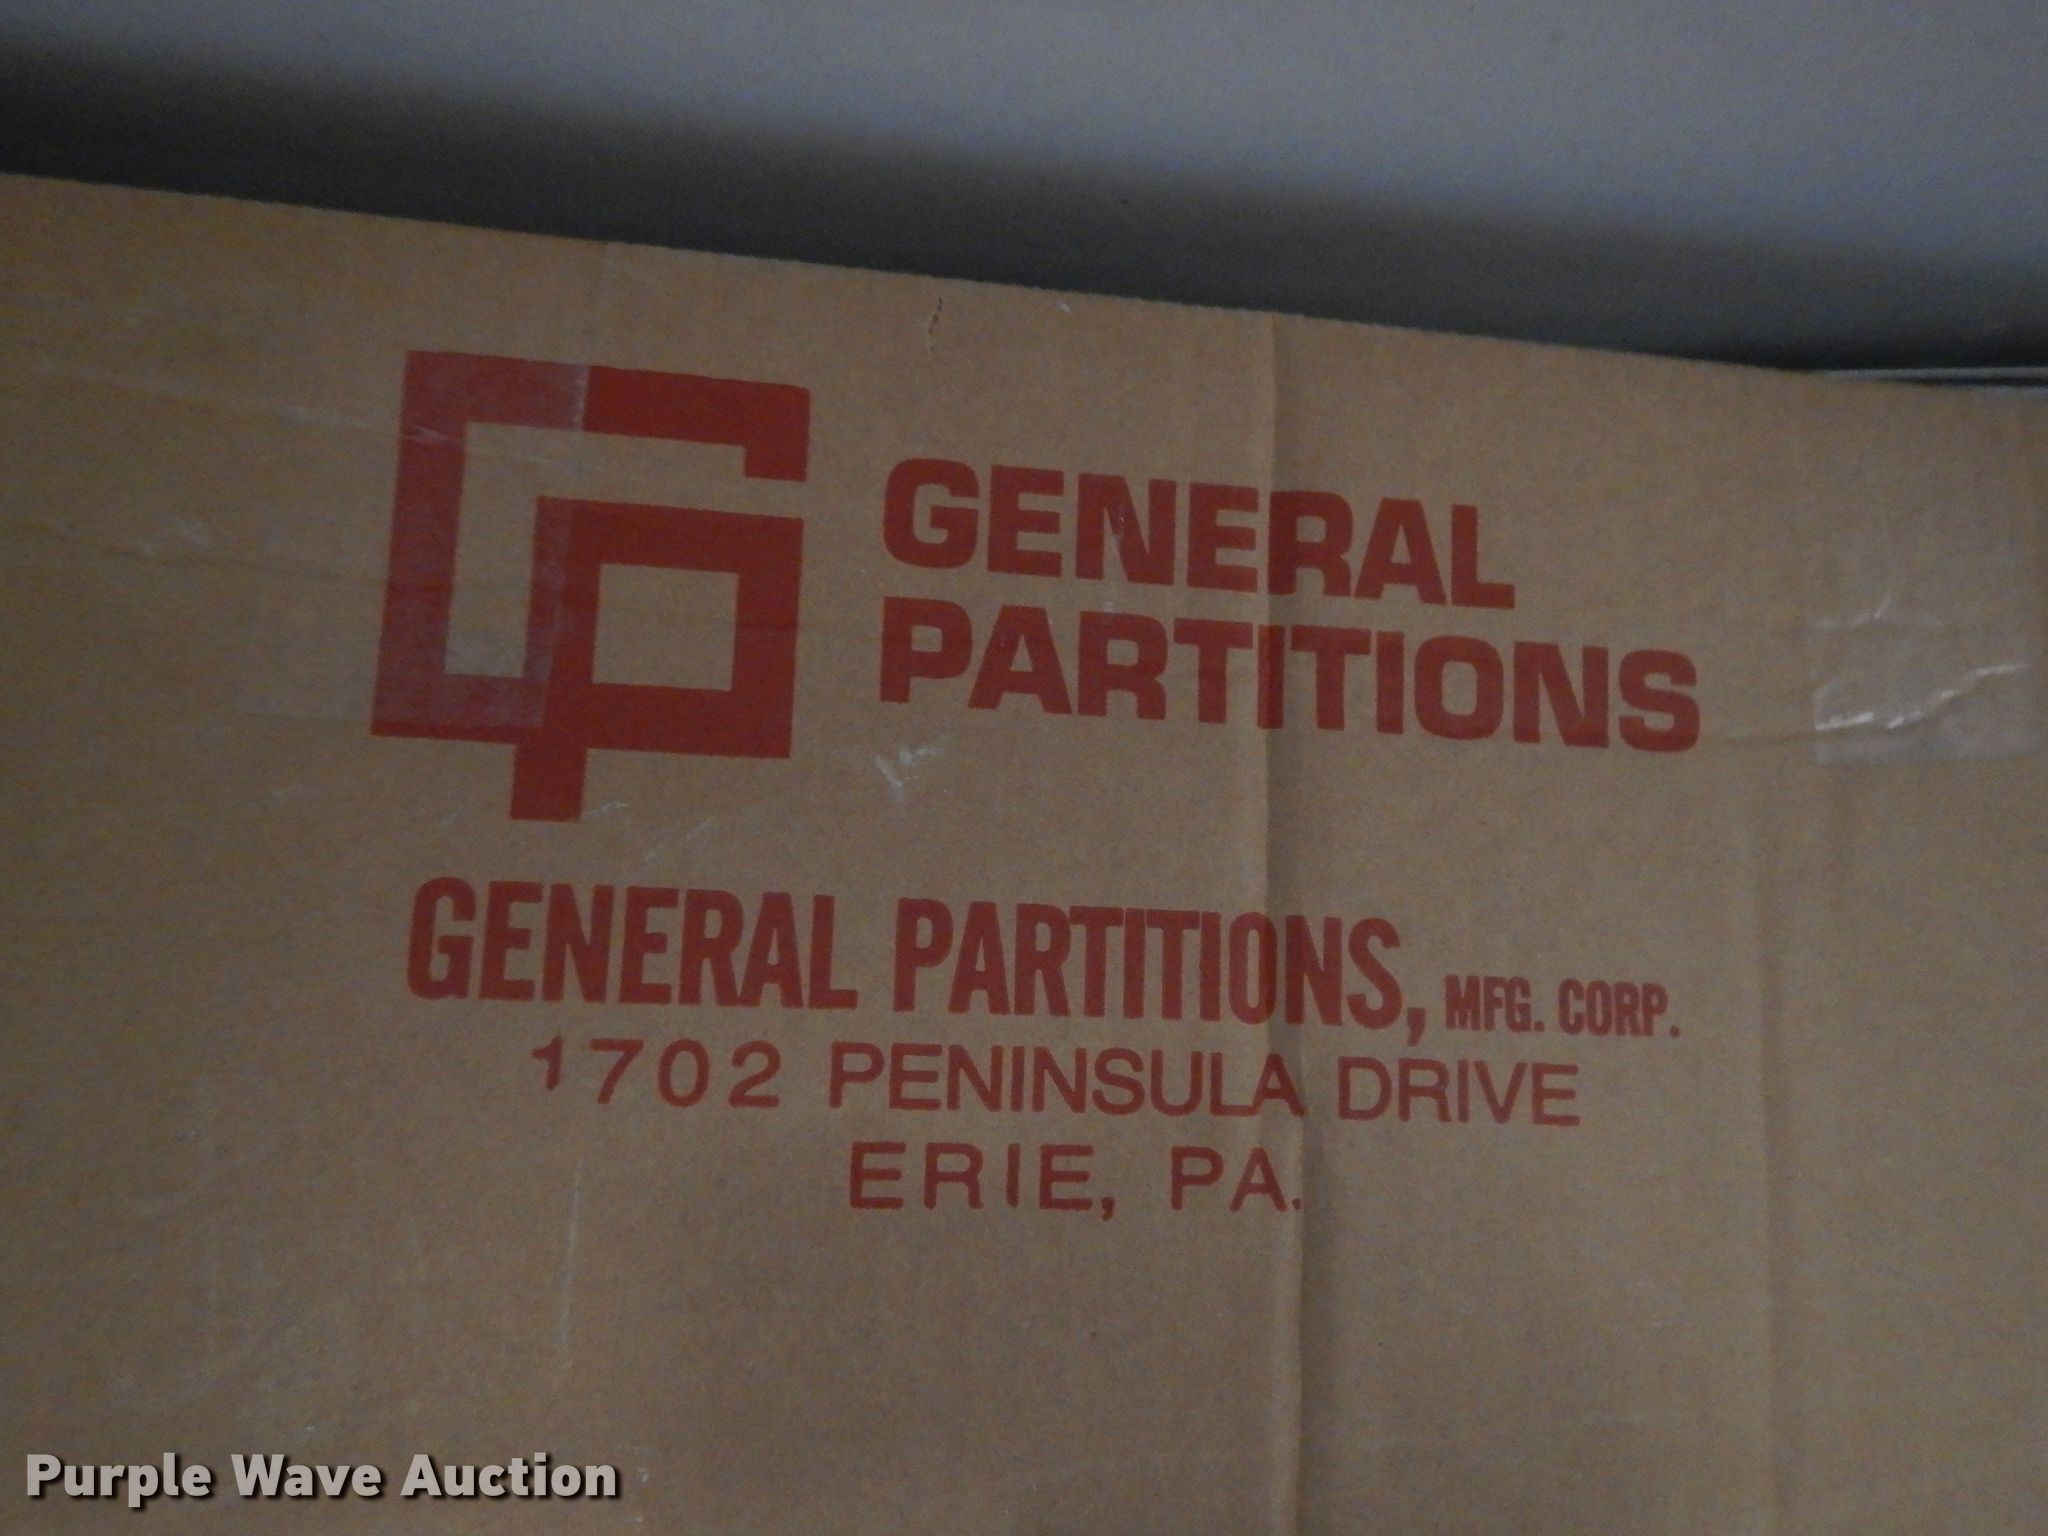 GENERAL
PARTITIONS
GENERAL PARTITIONS, MFG. CORP.
1702 PENINSULA DRIVE
ERIE, PA.
Purple Wave Auction